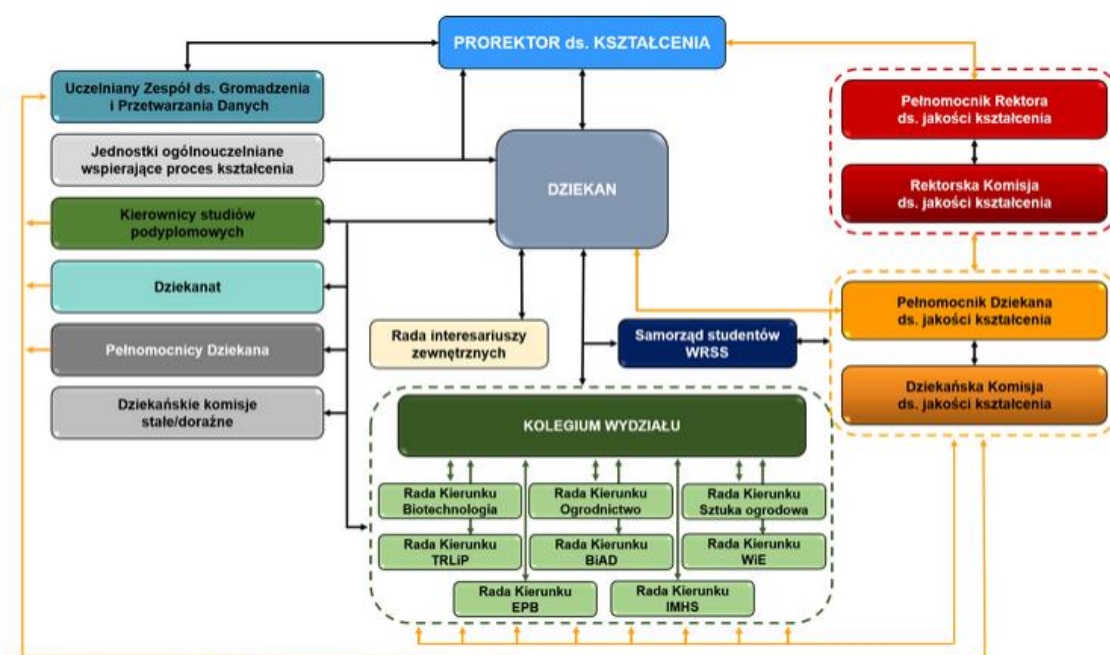 PROREKTOR ds. KSZTAŁCENIA
Uczelniany Zespół ds. Gromadzenia
i Przetwarzania Danych
Jednostki ogólnouczelniane
wspierające proces kształcenia
Kierownicy studiów
podyplomowych
Dziekanat
Pełnomocnicy Dziekana
Dziekańskie komisje
stałe/doraźne
DZIEKAN
Rada interesariuszy
zewnętrznych
Samorząd studentów
WRSS
Pełnomocnik Rektora
ds. jakości kształcenia
Rektorska Komisja
ds. jakości kształcenia
Pełnomocnik Dziekana
ds. jakości kształcenia
Dziekańska Komisja
ds. jakości kształcenia
KOLEGIUM WYDZIAŁU
Rada Kierunku
Biotechnologia
Rada Kierunku
Ogrodnictwo
Rada Kierunku
Sztuka ogrodowa
Rada Kierunku
TRLiP
Rada Kierunku
BiAD
Rada Kierunku
WiE
Rada Kierunku
EPB
Rada Kierunku
IMHS